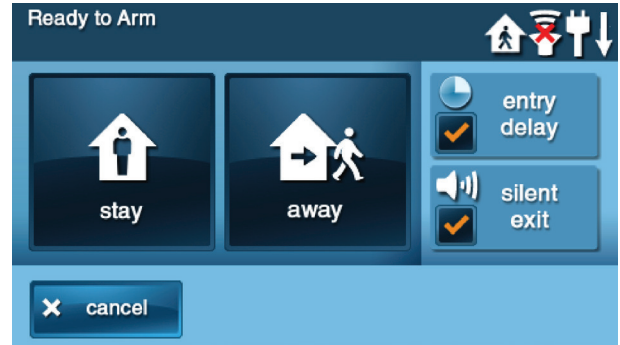 Ready to Arm
stay
away
entry
delay
silent
exit
cancel